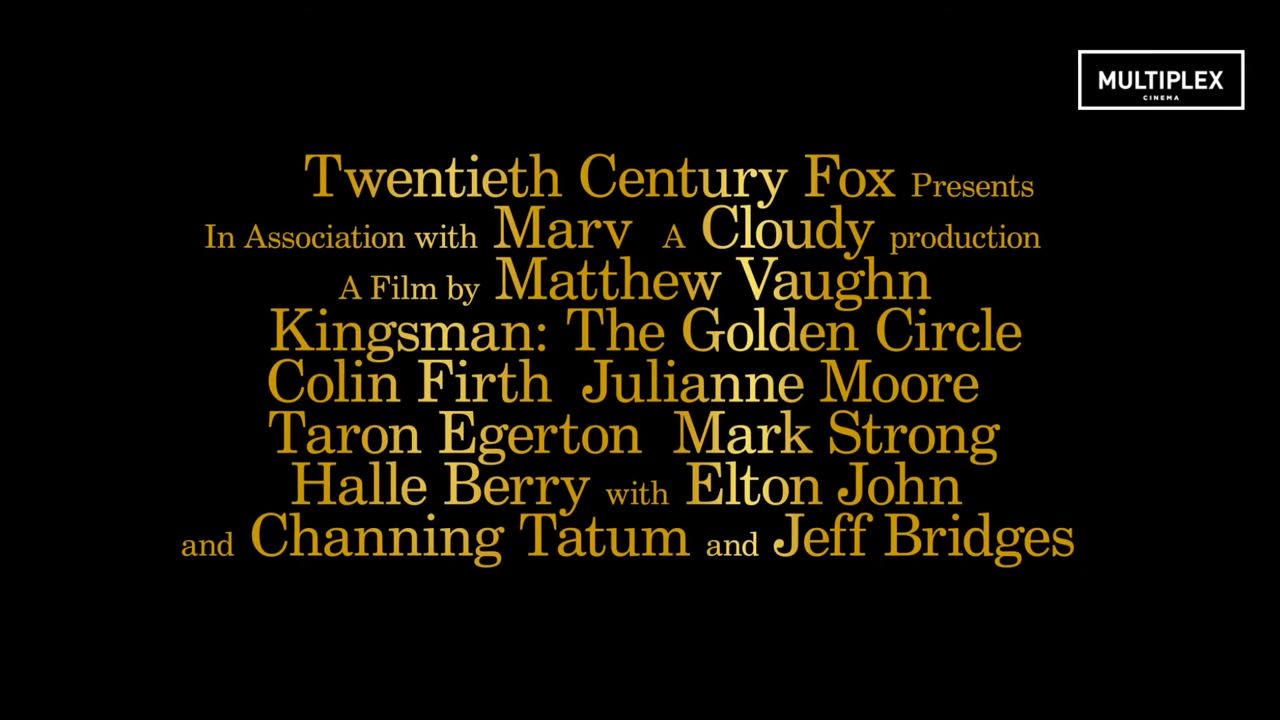 MULTIPLEX
CINEMA
Twentieth Century Fox Presents
In Association with Marv A Cloudy production
A Film by Matthew Vaughn
Kingsman: The Golden Circle
Colin Firth Julianne Moore
Taron Egerton Mark Strong
Halle Berry with Elton John
and Channing Tatum and Jeff Bridges